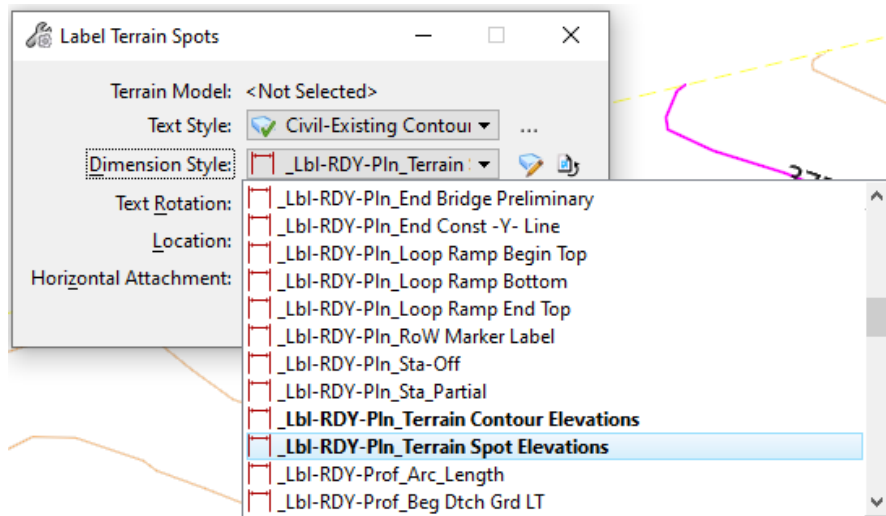 Label Terrain Spots
Terrain Model: <Not Selected>
Text Style: Civil-Existing Contour
Dimension Style: _Lbl-RDY-Pln_Terrain
Text Rotation:
Location:
Horizontal Attachment:
_Lbl-RDY-Pln_End Bridge Preliminary
_Lbl-RDY-Pln_End Const -Y- Line
_Lbl-RDY-Pln_Loop Ramp Begin Top
_Lbl-RDY-Pln_Loop Ramp Bottom
_Lbl-RDY-Pln_Loop Ramp End Top
_Lbl-RDY-Pln_RoW Marker Label
_Lbl-RDY-Pln_Sta-Off
_Lbl-RDY-Pln_Sta_Partial
_Lbl-RDY-Pln_Terrain Contour Elevations
_Lbl-RDY-Pln_Terrain Spot Elevations
_Lbl-RDY-Prof_Arc_Length
_Lbl-RDY-Prof_Beg Dtch Grd LT